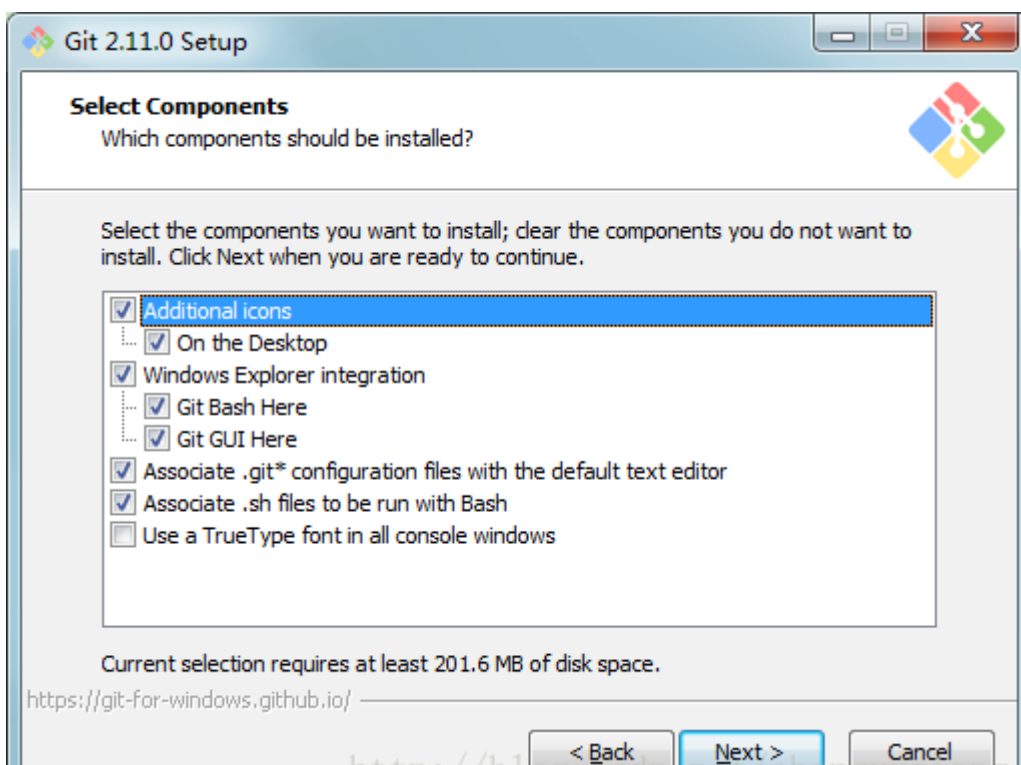 Git 2.11.0 Setup
Select Components
Which components should be installed?
Select the components you want to install; clear the components you do not want to
install. Click Next when you are ready to continue.
Additional icons
On the Desktop
Windows Explorer integration
Git Bash Here
Git GUI Here
Associate .git* configuration files with the default text editor
Associate .sh files to be run with Bash
Use a TrueType font in all console windows
Current selection requires at least 201.6 MB of disk space.
https://git-for-windows.github.io/
< Back Next > Cancel